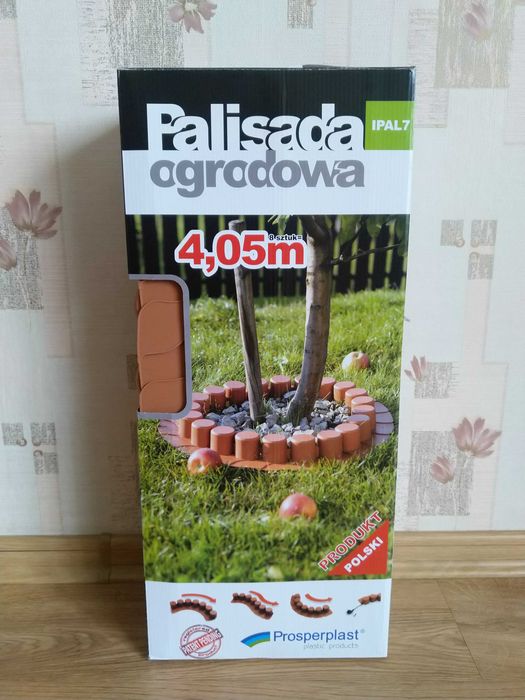 Palisada
IPAL7
ogrodowa
8 sztuk=
4,05m
PRODUKT
POLSKI
Prosperplast®
plastic products